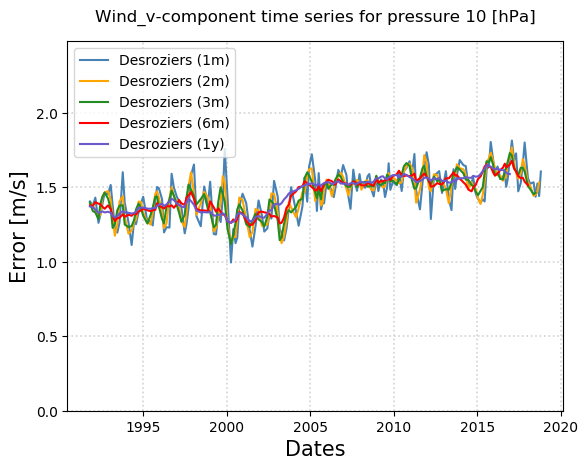 Wind_v-component time series for pressure 10 [hPa]
Desroziers (1m)
Desroziers (2m)
Desroziers (3m)
Desroziers (6m)
Desroziers (1y)
Error [m/s]
2.0
1.5
1.0
0.5
0.0
1995 2000 2005 2010 2015 2020
Dates